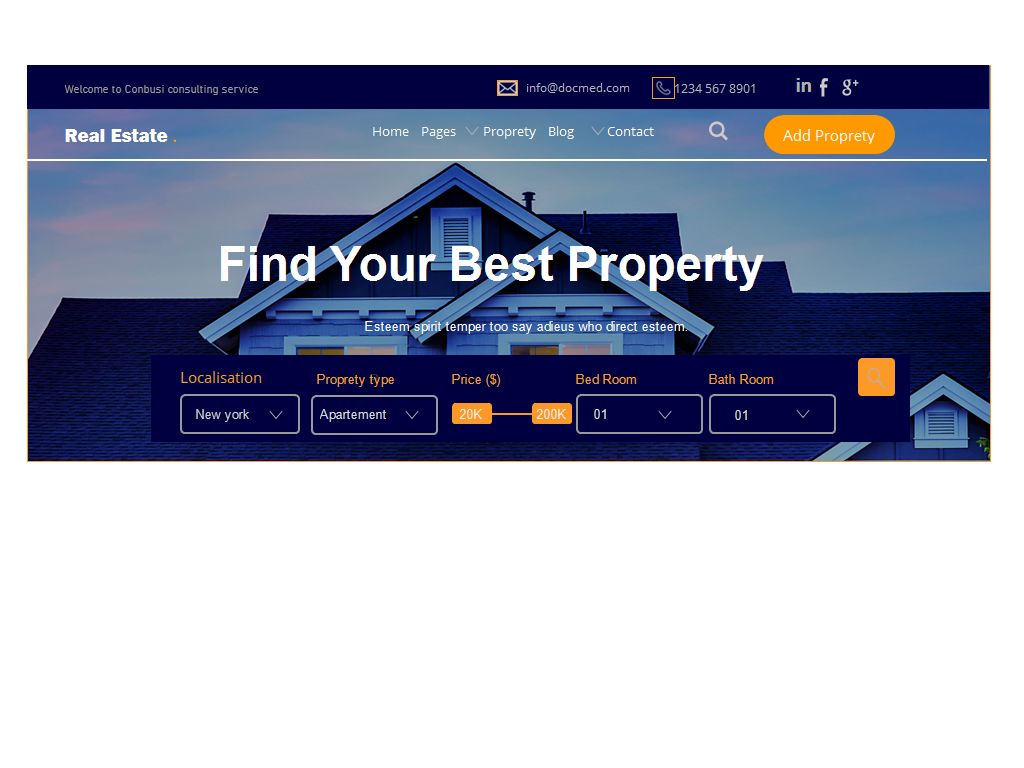 Welcome to Conbusi consulting service
info@docmed.com
1234 567 8901
in f g+
Real Estate .
Home Pages Proprety Blog Contact
Add Proprety
Find Your Best Property
Esteem spirit temper too say adieus who direct esteem.
Localisation Proprety type Price ($) Bed Room Bath Room
New york Apartement 20K 200K 01 01